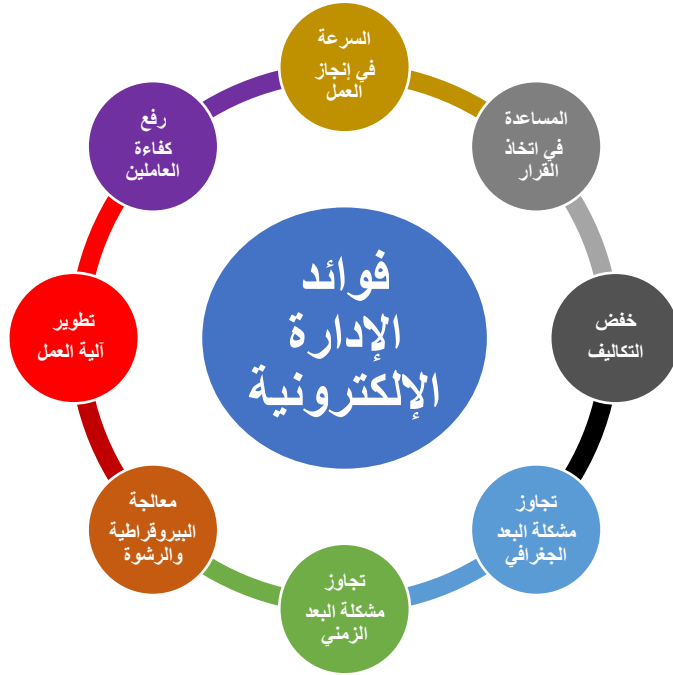 فوائد
الإدارة
الإلكترونية
السرعة
في إنجاز
العمل
المساعدة
في اتخاذ
القرار
خفض
التكاليف
تجاوز
مشكلة البعد
الجغرافي
تجاوز
مشكلة البعد
الزمني
معالجة
البيروقراطية
والرشوة
تطوير
آلية العمل
رفع
كفاءة
العاملين